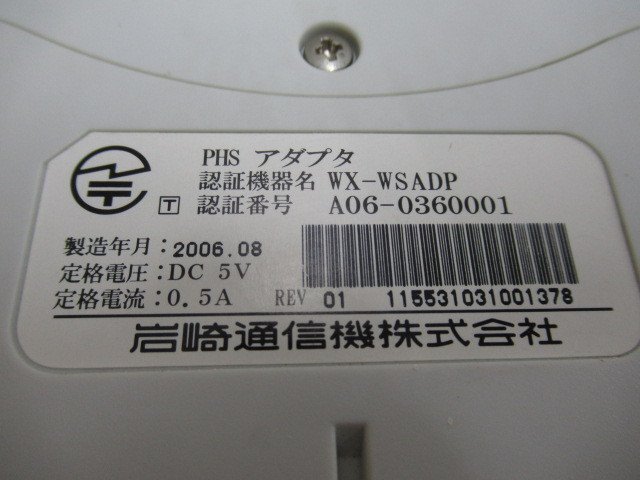 PHS アダプタ
認証機器名 WX-WSADP
T 認証番号 A06-0360001
製造年月：2006.08
定格電圧：DC 5V
定格電流：0.5A REV 01 1155310310013​78
岩崎通信機株式会社